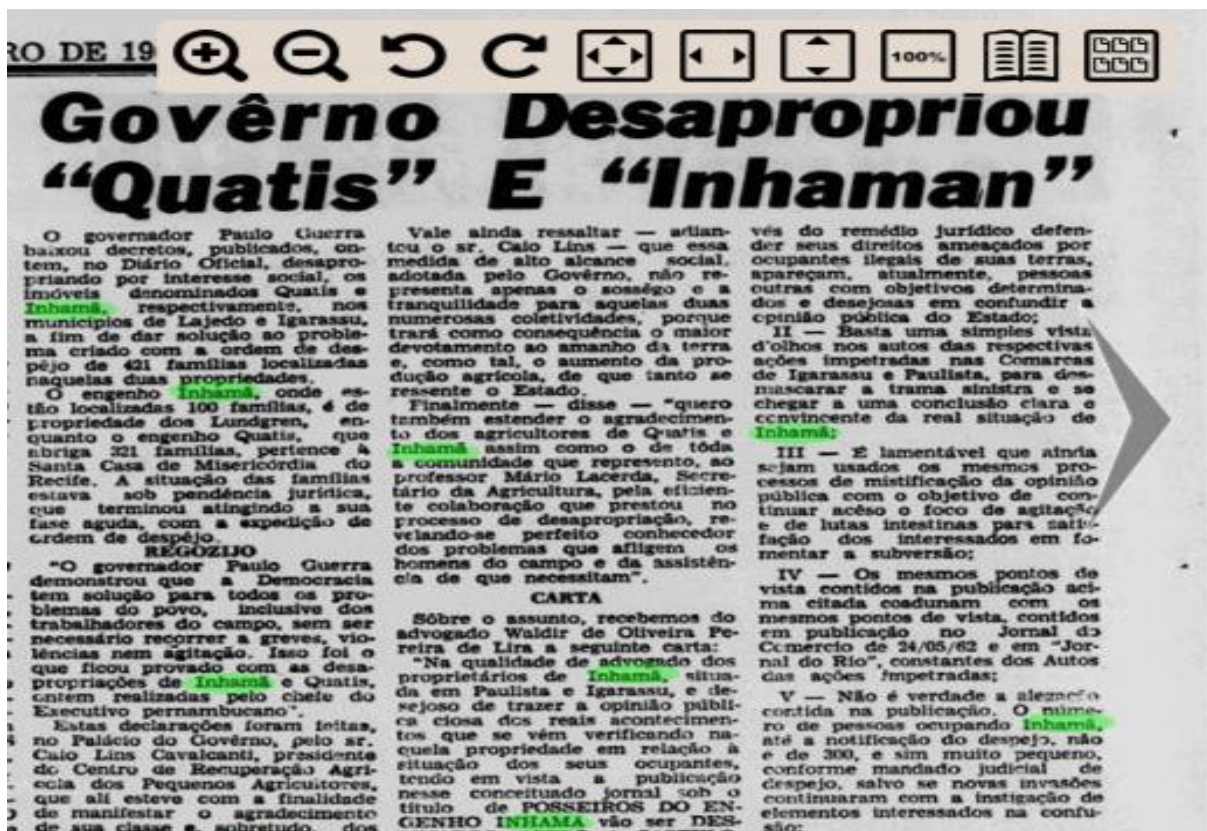 RO DE 19
100%
Govêrno Desapropriou
“Quatis” E “Inhaman”
O governador Paulo Guerra
baixou decretos, publicados, on-
tem, no Diário Oficial, desapro-
priando por interesse social, os
imóveis denominados Quatis e
Inhamã, respectivamente, nos
municípios de Lajedo e Igarassu,
a fim de dar solução ao proble-
ma criado com a ordem de des-
pêjo de 421 famílias localizadas
naquelas duas propriedades.
O engenho Inhamã, onde es-
tão localizadas 100 famílias, é de
propriedade dos Lundgren, en-
quanto o engenho Quatis, que
abriga 321 famílias, pertence à
Santa Casa de Misericórdia do
Recife. A situação das famílias
estava sob pendência jurídica,
que terminou atingindo a sua
fase aguda, com a expedição de
ordem de despêjo.
REGOZIJO
“O governador Paulo Guerra
demonstrou que a Democracia
tem solução para todos os pro-
blemas do povo, inclusive dos
trabalhadores do campo, sem ser
necessário recorrer a greves, vio-
lências nem agitação. Isso foi o
que ficou provado com as desa-
propriações de Inhamã e Quatis,
ontem realizadas pelo chefe do
Executivo pernambucano”.
Estas declarações foram feitas,
no Palácio do Govêrno, pelo sr.
Caio Lins Cavalcanti, presidente
do Centro de Recuperação Agrí-
cola dos Pequenos Agricultores,
que alí esteve com a finalidade
de manifestar o agradecimento
de sua classe e, sobretudo, dos
Vale ainda ressaltar — adian-
tou o sr. Caio Lins — que essa
medida de alto alcance social,
adotada pelo Govêrno, não re-
presenta apenas o sossêgo e a
tranquilidade para aquelas duas
numerosas coletividades, porque
trará como consequência o maior
devotamento ao amanho da terra
e, como tal, o aumento da pro-
dução agrícola, de que tanto se
ressente o Estado.
Finalmente — disse — “quero
também estender o agradecimen-
to dos agricultores de Quatis e
Inhamã assim como o de tôda
a comunidade que represento, ao
professor Mário Lacerda, Secre-
tário da Agricultura, pela eficien-
te colaboração que prestou no
processo de desapropriação, re-
velando-se perfeito conhecedor
dos problemas que afligem os
homens do campo e da assistên-
cia de que necessitam”.
CARTA
Sôbre o assunto, recebemos do
advogado Waldir de Oliveira Pe-
reira de Lira a seguinte carta:
“Na qualidade de advogado dos
proprietários de Inhamã, situa-
da em Paulista e Igarassu, e de-
sejoso de trazer a opinião públi-
ca ciosa dos reais acontecimen-
tos que se vêm verificando na-
quela propriedade em relação à
situação dos seus ocupantes,
tendo em vista a publicação
nesse conceituado jornal sob o
título de POSSEIROS DO EN-
GENHO INHAMA vão ser DES-
vés do remédio jurídico defen-
der seus direitos ameaçados por
ocupantes ilegais de suas terras,
apareçam, atualmente, pessoas
outras com objetivos determina-
dos e desejosas em confundir a
opinião pública do Estado;
II — Basta uma simples vista
d'olhos nos autos das respectivas
ações impetradas nas Comarcas
de Igarassu e Paulista, para des-
mascarar a trama sinistra e se
chegar a uma conclusão clara e
convincente da real situação de
Inhamã;
III — É lamentável que ainda
sejam usados os mesmos pro-
cessos de mistificação da opinião
pública com o objetivo de con-
tinuar acêso o foco de agitação
e de lutas intestinas para satis-
fação dos interessados em fo-
mentar a subversão;
IV — Os mesmos pontos de
vista contidos na publicação aci-
ma citada coadunam com os
mesmos pontos de vista, contidos
em publicação no Jornal do
Comércio de 24/05/62 e em “Jor-
nal do Rio”, constantes dos Autos
das ações impetradas;
V — Não é verdade a alegação
contida na publicação. O núme-
ro de pessoas ocupando Inhamã,
até a notificação do despejo, não
é de 300, e sim muito pequeno,
conforme mandado judicial de
despejo, salvo se novas invasões
continuaram com a instigação de
elementos interessados na confu-
são;